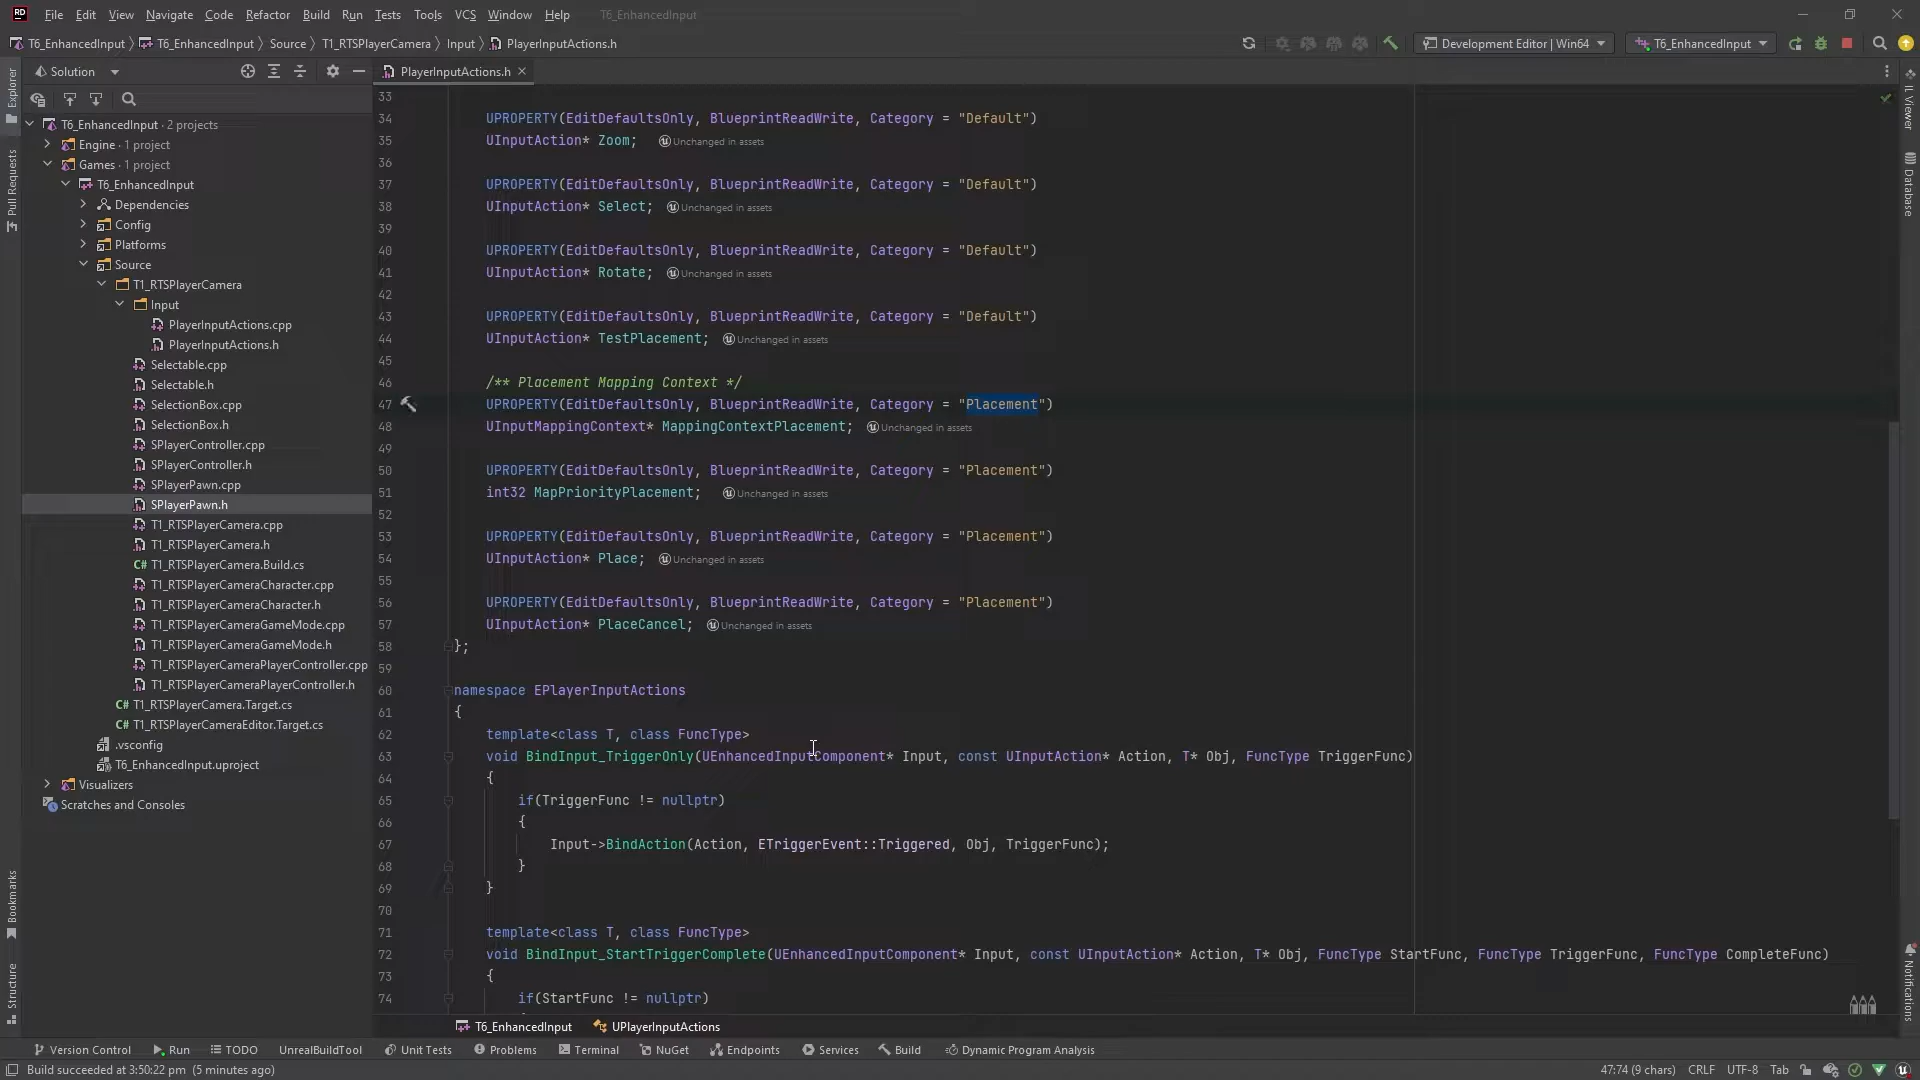 File Edit View Navigate Code Refactor Build Run Tests Tools VCS Window Help T6_EnhancedInput
T6_EnhancedInput T6_EnhancedInput Source T1_RTSPlayerCamera Input PlayerInputActions.h Development Editor | Win64 T6_EnhancedInput
Solution
PlayerInputActions.h
Explorer
Pull Requests
Bookmarks
Structure
IL Viewer
Database
Notifications
T6_EnhancedInput · 2 projects
Engine · 1 project
Games · 1 project
T6_EnhancedInput
Dependencies
Config
Platforms
Source
T1_RTSPlayerCamera
Input
PlayerInputActions.cpp
PlayerInputActions.h
Selectable.cpp
Selectable.h
SelectionBox.cpp
SelectionBox.h
SPlayerController.cpp
SPlayerController.h
SPlayerPawn.cpp
SPlayerPawn.h
T1_RTSPlayerCamera.cpp
T1_RTSPlayerCamera.h
C# T1_RTSPlayerCamera.Build.cs
T1_RTSPlayerCameraCharacter.cpp
T1_RTSPlayerCameraCharacter.h
T1_RTSPlayerCameraGameMode.cpp
T1_RTSPlayerCameraGameMode.h
T1_RTSPlayerCameraPlayerController.cpp
T1_RTSPlayerCameraPlayerController.h
C# T1_RTSPlayerCamera.Target.cs
C# T1_RTSPlayerCameraEditor.Target.cs
.vsconfig
T6_EnhancedInput.uproject
Visualizers
Scratches and Consoles
33
34 UPROPERTY(EditDefaultsOnly, BlueprintReadWrite, Category = "Default")
35 UInputAction* Zoom; Unchanged in assets
36
37 UPROPERTY(EditDefaultsOnly, BlueprintReadWrite, Category = "Default")
38 UInputAction* Select; Unchanged in assets
39
40 UPROPERTY(EditDefaultsOnly, BlueprintReadWrite, Category = "Default")
41 UInputAction* Rotate; Unchanged in assets
42
43 UPROPERTY(EditDefaultsOnly, BlueprintReadWrite, Category = "Default")
44 UInputAction* TestPlacement; Unchanged in assets
45
46 /** Placement Mapping Context */
47 UPROPERTY(EditDefaultsOnly, BlueprintReadWrite, Category = "Placement")
48 UInputMappingContext* MappingContextPlacement; Unchanged in assets
49
50 UPROPERTY(EditDefaultsOnly, BlueprintReadWrite, Category = "Placement")
51 int32 MapPriorityPlacement; Unchanged in assets
52
53 UPROPERTY(EditDefaultsOnly, BlueprintReadWrite, Category = "Placement")
54 UInputAction* Place; Unchanged in assets
55
56 UPROPERTY(EditDefaultsOnly, BlueprintReadWrite, Category = "Placement")
57 UInputAction* PlaceCancel; Unchanged in assets
58 };
59
60 namespace EPlayerInputActions
61 {
62 template<class T, class FuncType>
63 void BindInput_TriggerOnly(UEnhancedInputComponent* Input, const UInputAction* Action, T* Obj, FuncType TriggerFunc)
64 {
65 if(TriggerFunc != nullptr)
66 {
67 Input->BindAction(Action, ETriggerEvent::Triggered, Obj, TriggerFunc);
68 }
69 }
70
71 template<class T, class FuncType>
72 void BindInput_StartTriggerComplete(UEnhancedInputComponent* Input, const UInputAction* Action, T* Obj, FuncType StartFunc, FuncType TriggerFunc, FuncType CompleteFunc)
73 {
74 if(StartFunc != nullptr)
T6_EnhancedInput UPlayerInputActions
Version Control Run TODO UnrealBuildTool Unit Tests Problems Terminal NuGet Endpoints Services Build Dynamic Program Analysis
Build succeeded at 3:50:22 pm (5 minutes ago) 47:74 (9 chars) CRLF UTF-8 Tab